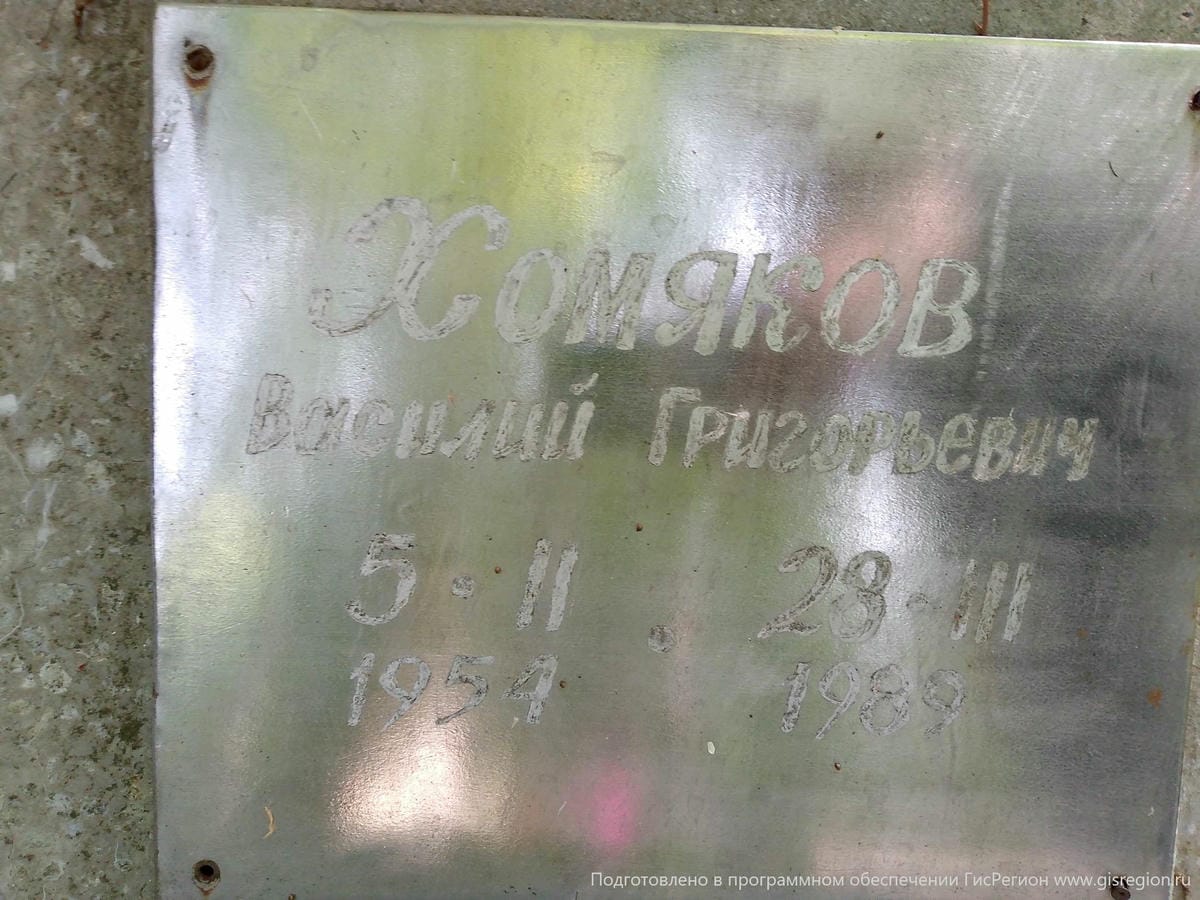 Хомяков
Василий Григорьевич
5·II · 28·III
1954 1989
Подготовлено в программном обеспечении ГисРегион www.gisregion.ru